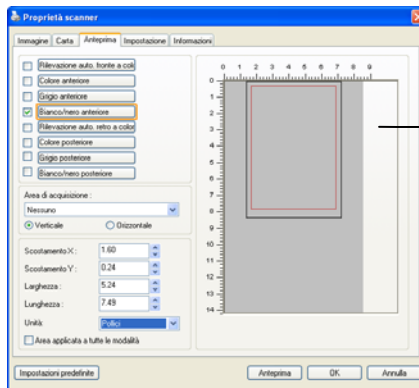 Proprietà scanner
Immagine Carta Anteprima Impostazione Informazioni
Rilevazione auto. fronte a col
Colore anteriore
Grigio anteriore
Bianco/nero anteriore
Rilevazione auto. retro a color
Colore posteriore
Grigio posteriore
Bianco/nero posteriore
Area di acquisizione :
Nessuno
Verticale Orizzontale
Scostamento X : 1.60
Scostamento Y : 0.24
Larghezza : 5.24
Lunghezza : 7.49
Unità: Pollici
Area applicata a tutte le modalità
0 1 2 3 4 5 6 7 8 9
0
1
2
3
4
5
6
7
8
9
10
11
12
13
14
Impostazioni predefinite Anteprima OK Annulla